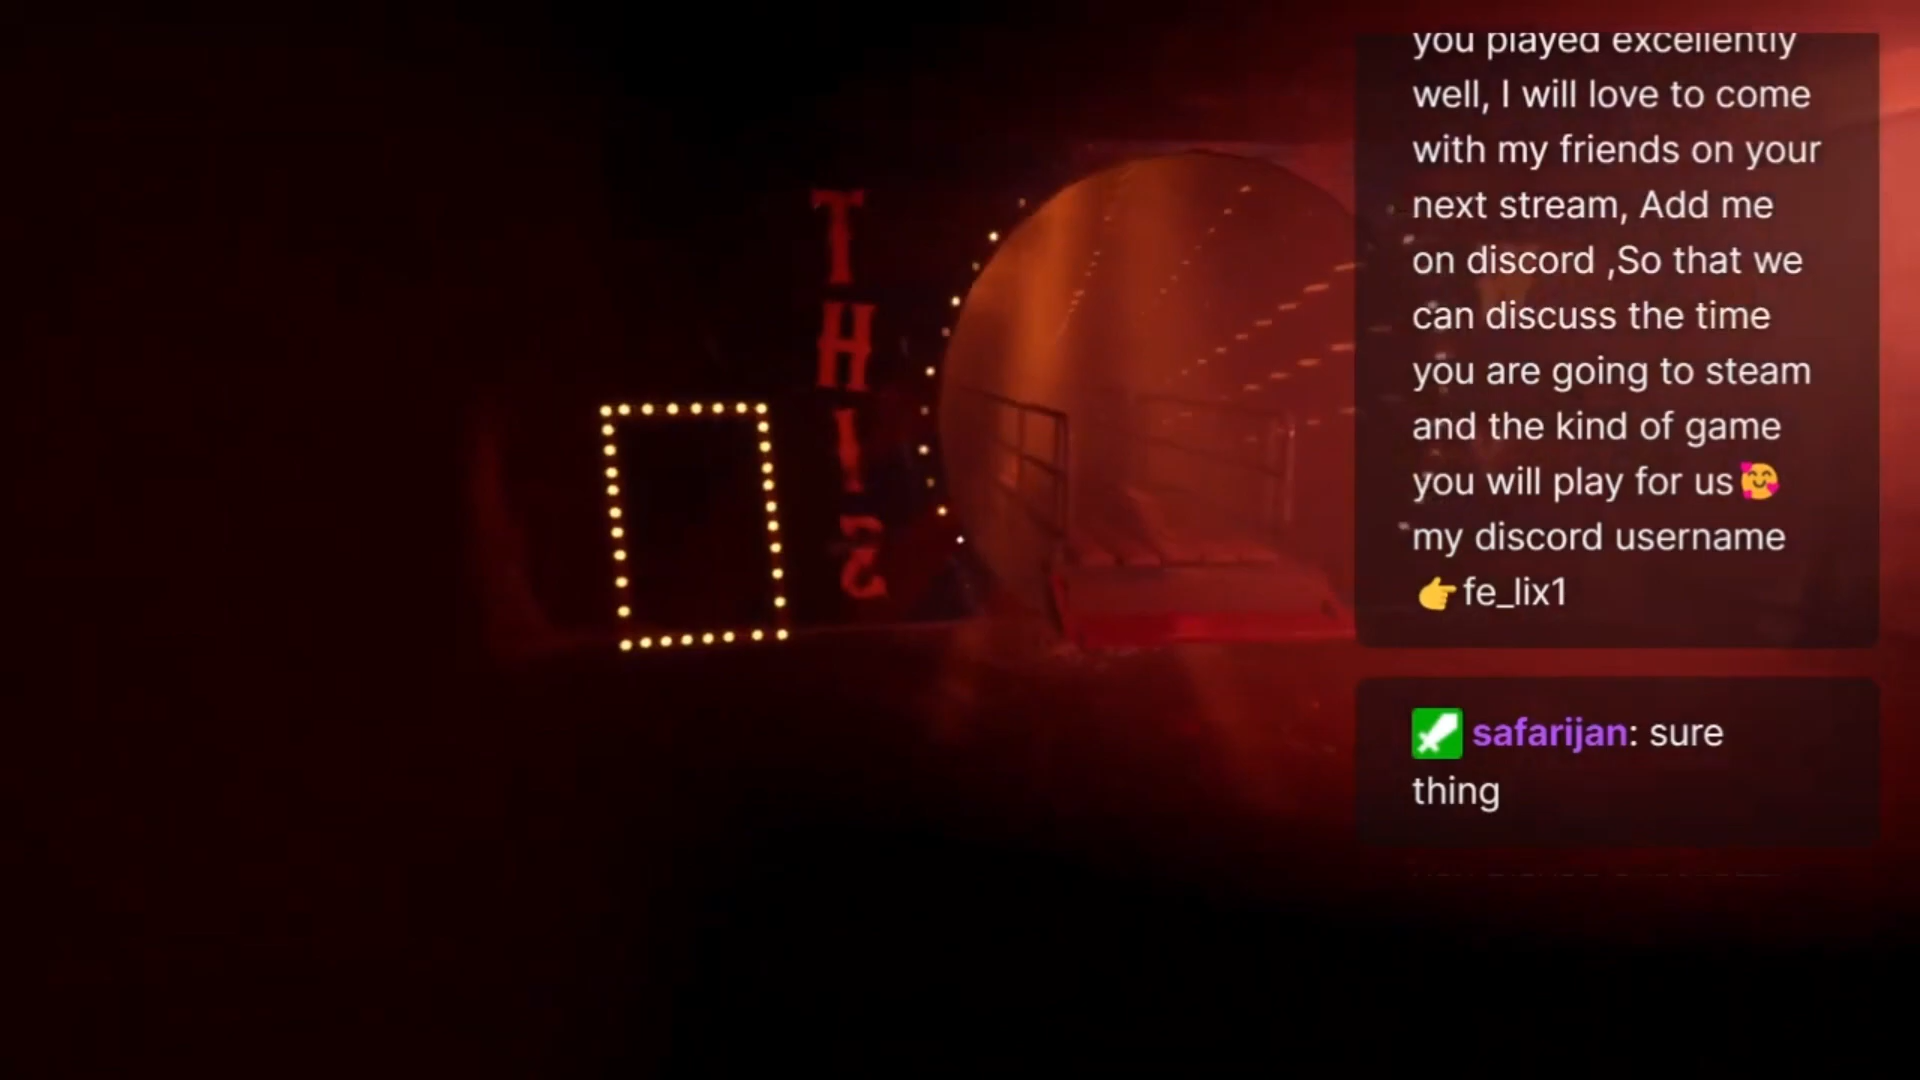 THIS
you played excellently
well, I will love to come
with my friends on your
next stream, Add me
on discord ,So that we
can discuss the time
you are going to steam
and the kind of game
you will play for us🥰
my discord username
👉fe_lix1
safarijan: sure
thing